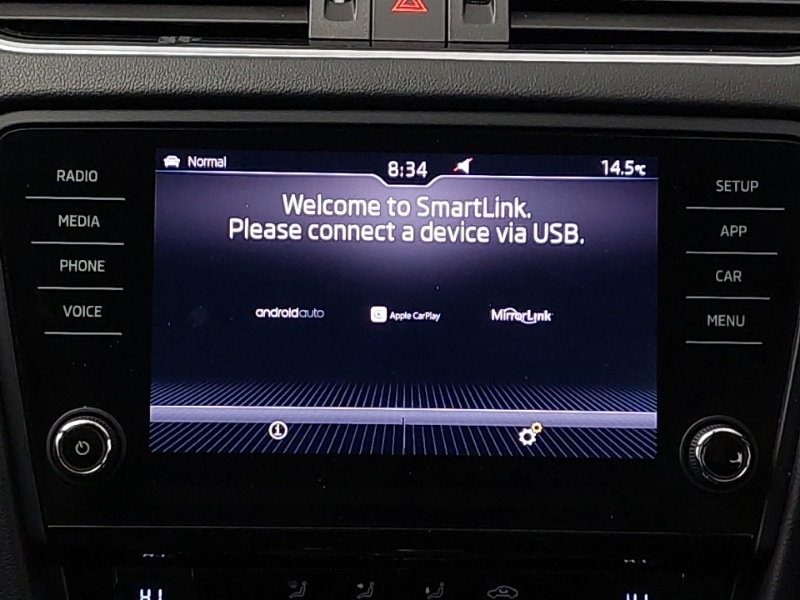 Normal 8:34 14.5°C
Welcome to SmartLink.
Please connect a device via USB.
androidauto Apple CarPlay MirrorLink
RADIO
MEDIA
PHONE
VOICE
SETUP
APP
CAR
MENU